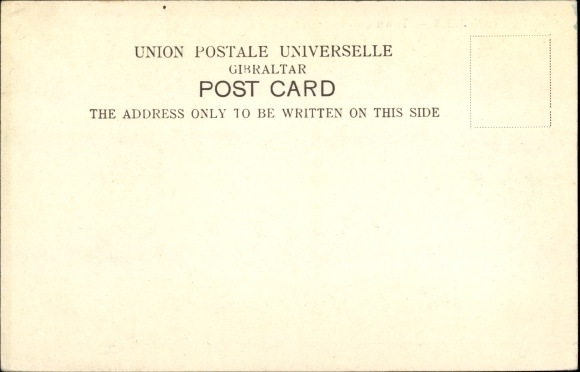 UNION POSTALE UNIVERSELLE
GIBRALTAR
POST CARD
THE ADDRESS ONLY TO BE WRITTEN ON THIS SIDE